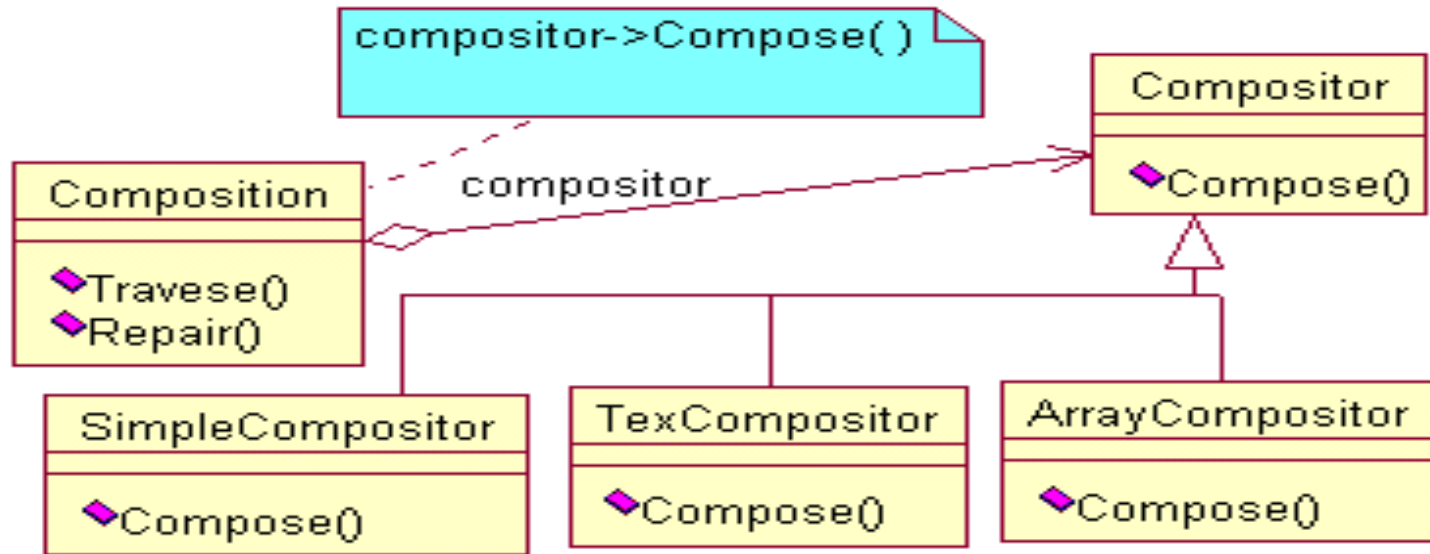 compositor->Compose( )
Compositor
Compose()
compositor
Composition
Travese()
Repair()
SimpleCompositor
Compose()
TexCompositor
Compose()
ArrayCompositor
Compose()